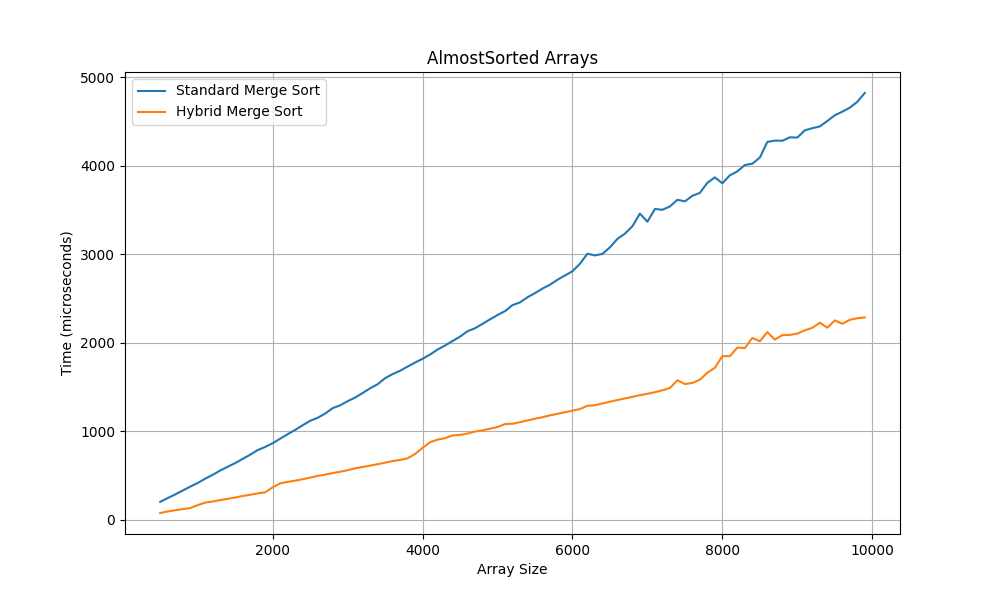 AlmostSorted Arrays
Standard Merge Sort
Hybrid Merge Sort
Time (microseconds)
5000
4000
3000
2000
1000
0
2000 4000 6000 8000 10000
Array Size